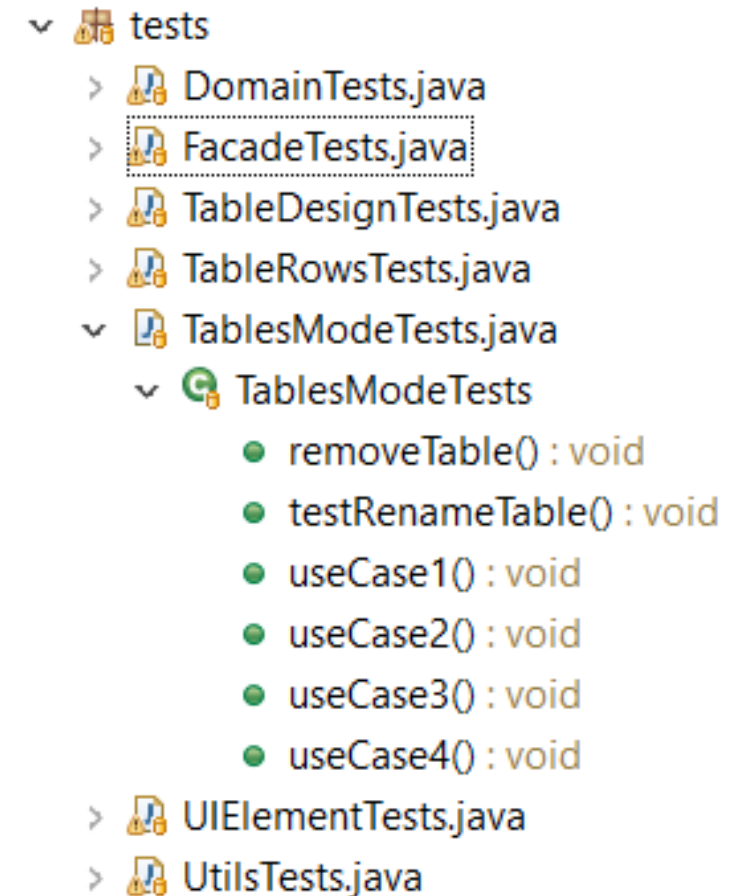 tests
DomainTests.java
FacadeTests.java
TableDesignTests.java
TableRowsTests.java
TablesModeTests.java
TablesModeTests
removeTable() : void
testRenameTable() : void
useCase1() : void
useCase2() : void
useCase3() : void
useCase4() : void
UIElementTests.java
UtilsTests.java